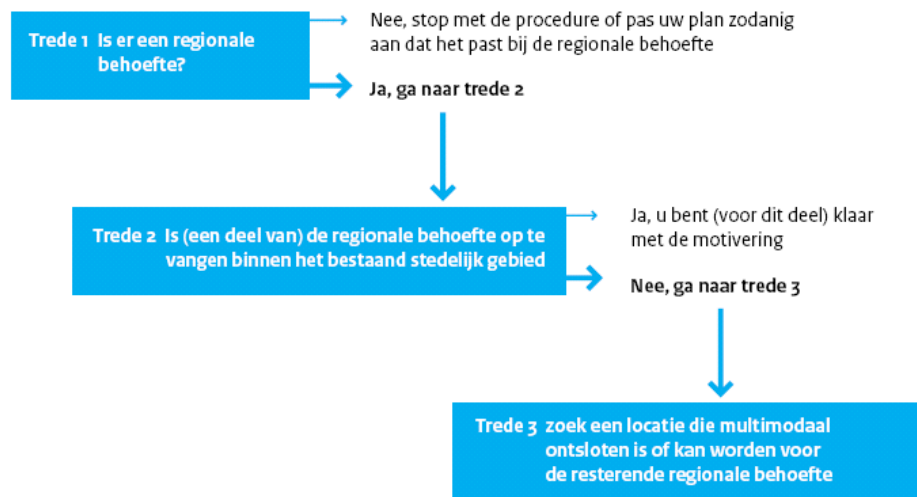 Trede 1 Is er een regionale
behoefte?
Nee, stop met de procedure of pas uw plan zodanig
aan dat het past bij de regionale behoefte
Ja, ga naar trede 2
Trede 2 Is (een deel van) de regionale behoefte op te
vangen binnen het bestaand stedelijk gebied
Ja, u bent (voor dit deel) klaar
met de motivering
Nee, ga naar trede 3
Trede 3 zoek een locatie die multimodaal
ontsloten is of kan worden voor
de resterende regionale behoefte